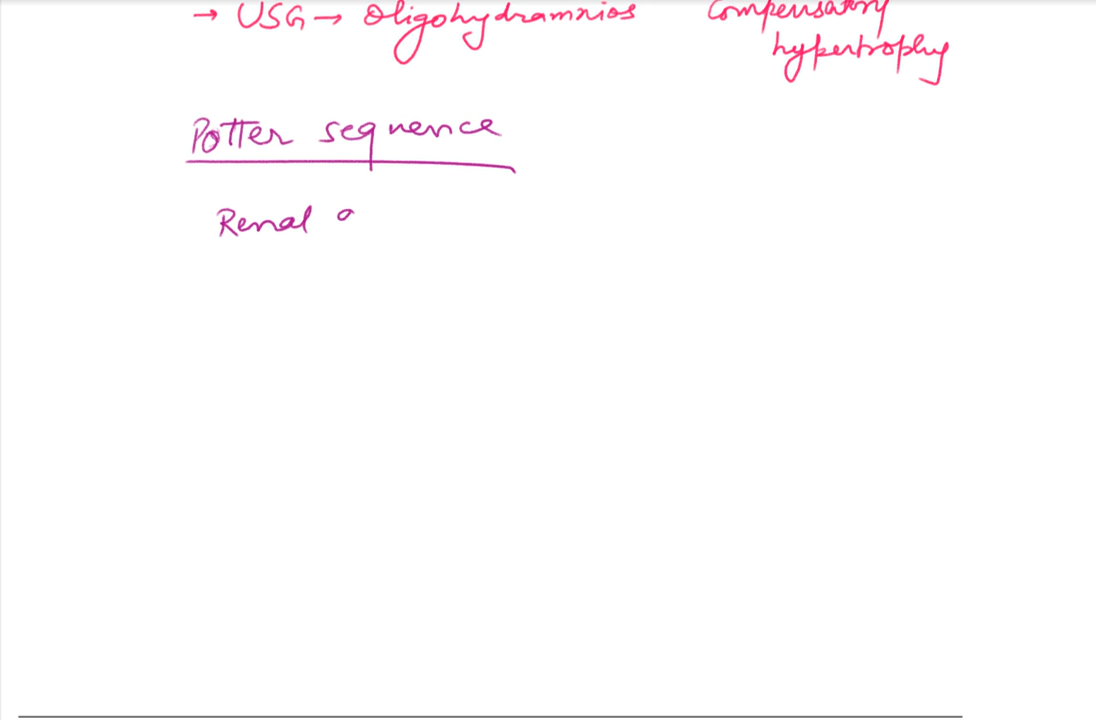 → USG → Oligohydramnios compensatory
hypertrophy
Potter sequence
Renal a